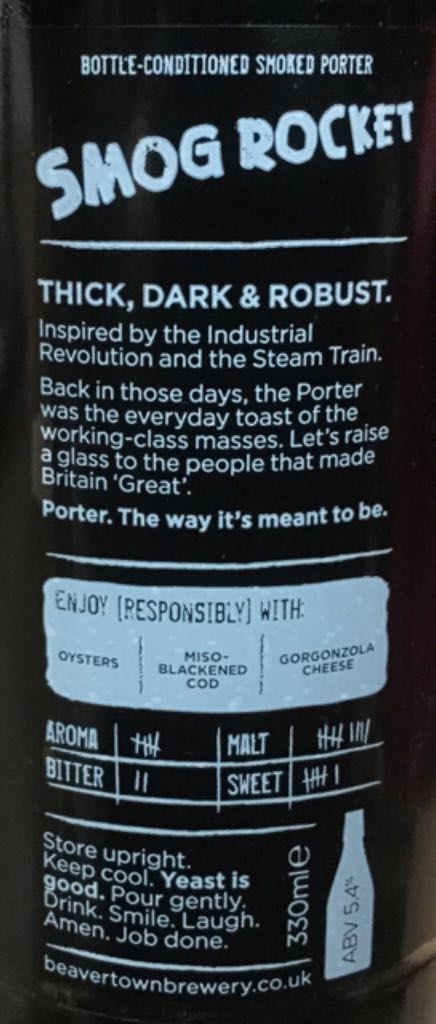 BOTTLE-CONDITIONED SMOKED PORTER
SMOG ROCKET
THICK, DARK & ROBUST.
Inspired by the Industrial
Revolution and the Steam Train.
Back in those days, the Porter
was the everyday toast of the
working-class masses. Let's raise
a glass to the people that made
Britain 'Great'.
Porter. The way it's meant to be.
ENJOY [RESPONSIBLY] WITH:
OYSTERS
MISO-
BLACKENED
COD
GORGONZOLA
CHEESE
AROMA
MALT
BITTER
SWEET
Store upright.
Keep cool. Yeast is
good. Pour gently.
Drink. Smile. Laugh.
Amen. Job done.
330ml℮
ABV 5.4%
beavertownbrewery.co.uk